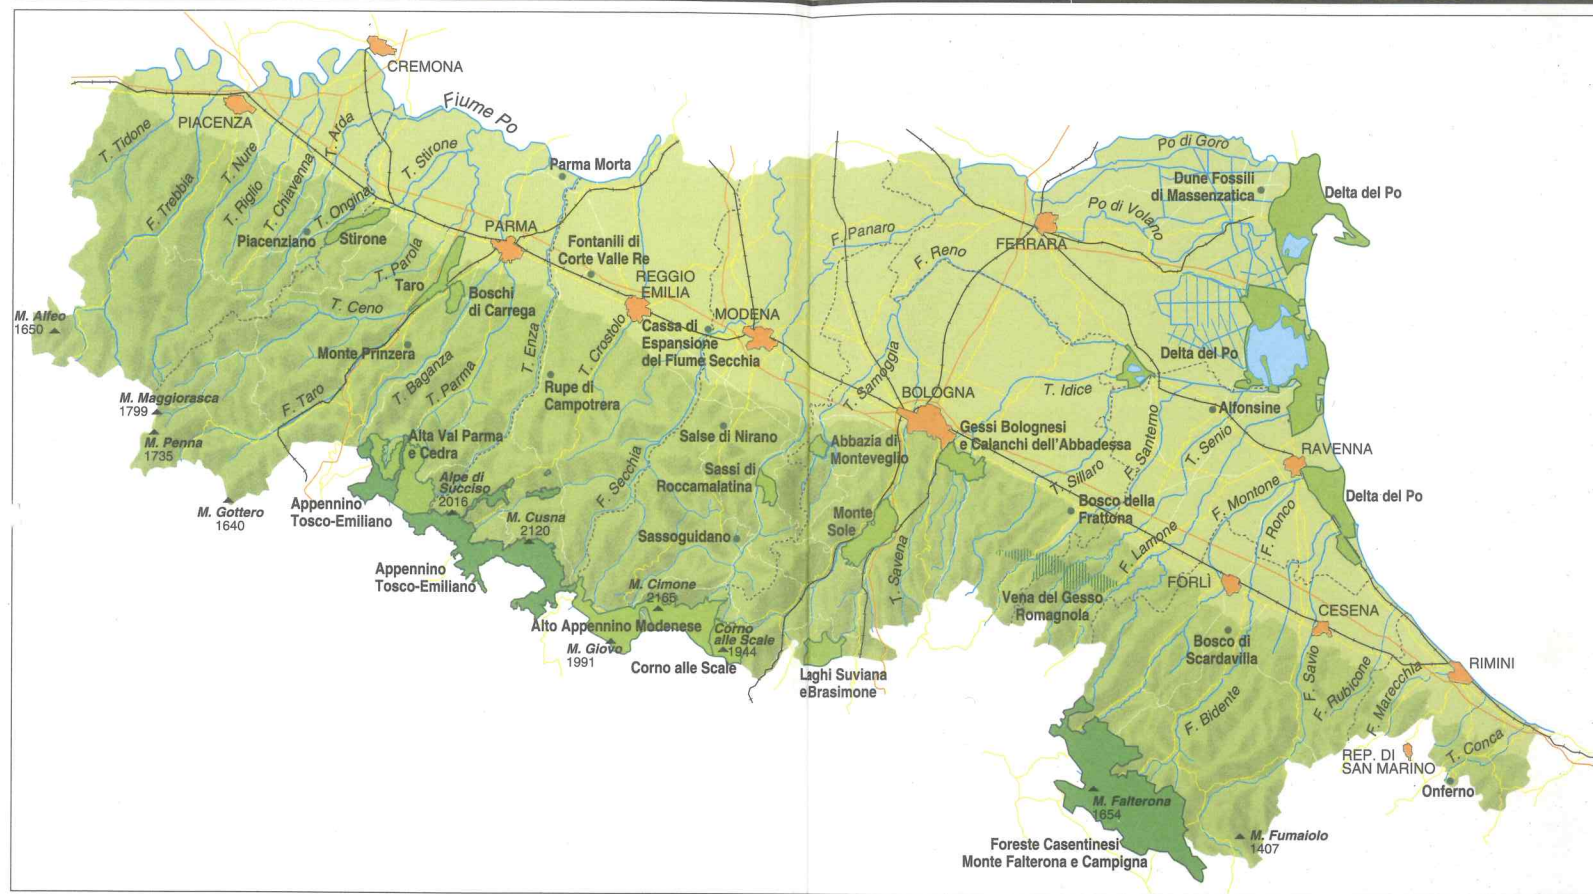 CREMONA
Fiume Po
PIACENZA
T. Tidone
F. Trebbia
T. Nure
T. Riglio
T. Chiavenna
T. Arda
T. Ongina
T. Stirone
Piacenziano
Stirone
Parma Morta
PARMA
T. Parola
Taro
Boschi
di Carrega
Fontanili di
Corte Valle Re
REGGIO
EMILIA
T. Ceno
M. Alfeo
1650
Monte Prinzera
T. Enza
T. Crostolo
Cassa di
Espansione
del Fiume Secchia
MODENA
F. Panaro
F. Reno
FERRARA
Po di Goro
Dune Fossili
di Massenzatica
Po di Volano
Delta del Po
Delta del Po
M. Maggiorasca
1799
M. Penna
1735
F. Taro
T. Baganza
T. Parma
Rupe di
Campotrera
T. Samoggia
BOLOGNA
T. Idice
Alfonsine
Alta Val Parma
e Cedra
Salse di Nirano
Abbazia di
Monteveglio
Gessi Bolognesi
e Calanchi dell'Abbadessa
F. Santerno
T. Senio
RAVENNA
Alpe di
Succiso
2016
F. Secchia
Sassi di
Roccamalatina
T. Sillaro
M. Gottero
1640
Appennino
Tosco-Emiliano
M. Cusna
2120
Sassoguidano
Monte
Sole
Bosco della
Frattona
F. Montone
F. Ronco
Delta del Po
F. Lamone
Appennino
Tosco-Emiliano
M. Cimone
2165
T. Savena
Vena del Gesso
Romagnola
FORLÌ
CESENA
Alto Appennino Modenese
Corno
alle Scale
1944
M. Giovo
1991
Corno alle Scale
Laghi Suviana
eBrasimone
Bosco di
Scardavilla
F. Savio
F. Rubicone
F. Marecchia
RIMINI
F. Bidente
REP. DI
SAN MARINO
T. Conca
Onferno
M. Falterona
1654
M. Fumaiolo
1407
Foreste Casentinesi
Monte Falterona e Campigna